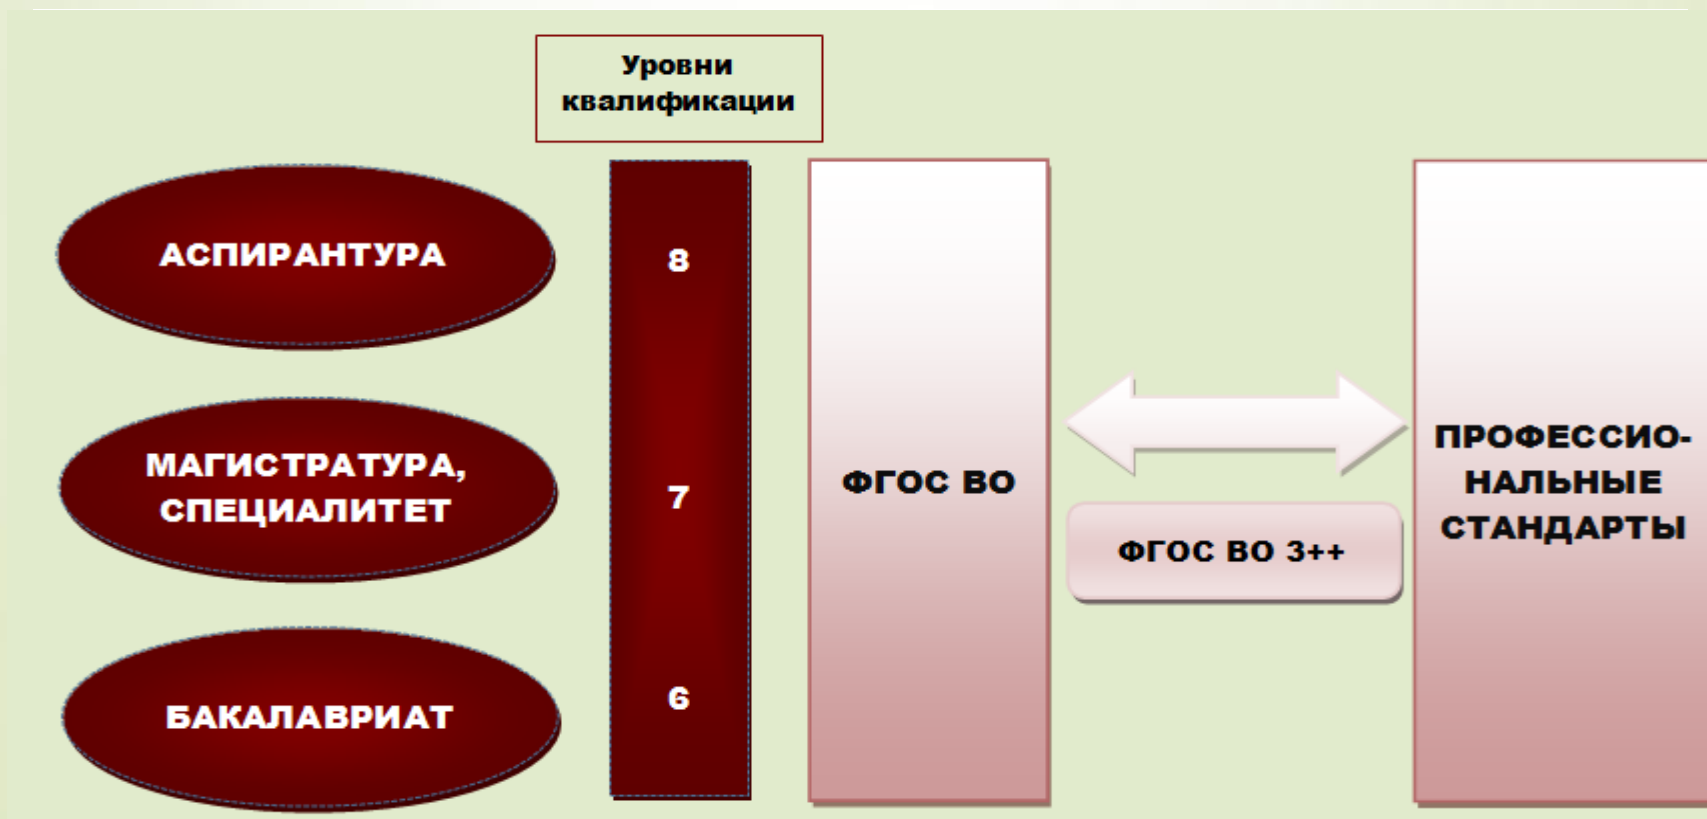 Уровни
квалификации
АСПИРАНТУРА
8
МАГИСТРАТУРА,
СПЕЦИАЛИТЕТ
7
БАКАЛАВРИАТ
6
ФГОС ВО
ФГОС ВО 3++
ПРОФЕССИО-
НАЛЬНЫЕ
СТАНДАРТЫ